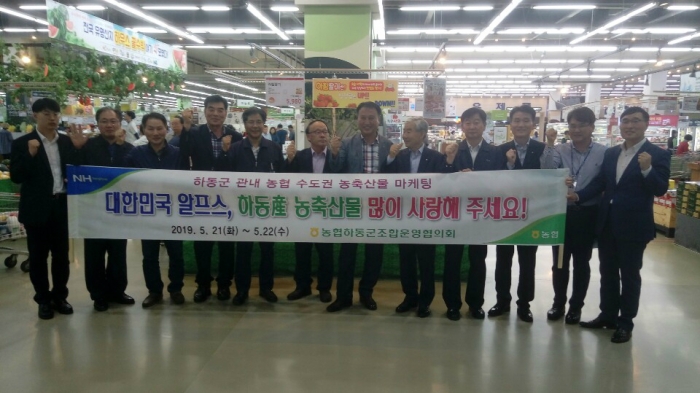 하동군 관내 농협 수도권 농축산물 마케팅
NH
대한민국 알프스, 하동産 농축산물 많이 사랑해 주세요!
2019. 5. 21(화) ~ 5.22(수)
농협하동군조합운영협의회
농협